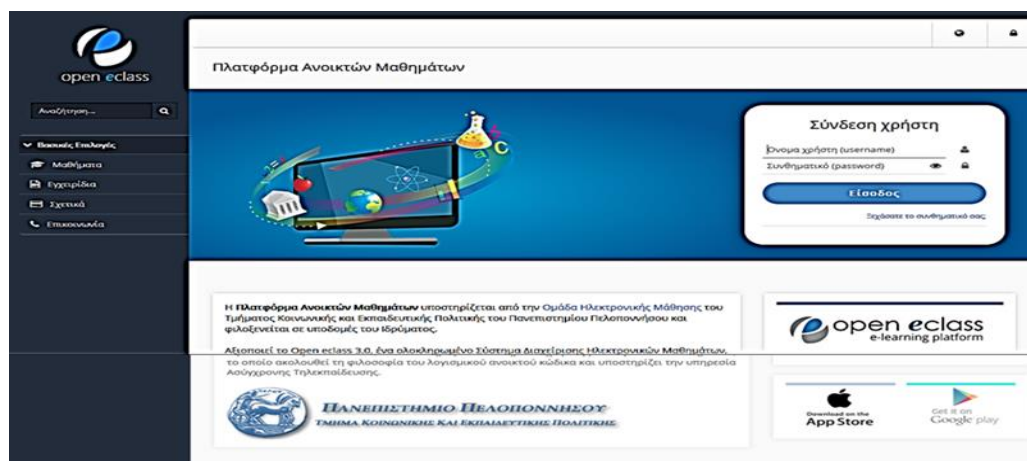 open eclass
Αναζήτηση...
Βασικές Επιλογές
Μαθήματα
Εγχειρίδια
Σχετικά
Επικοινωνία
Πλατφόρμα Ανοικτών Μαθημάτων
Σύνδεση χρήστη
Όνομα χρήστη (username)
Συνθηματικό (password)
Είσοδος
Ξεχάσατε το συνθηματικό σας;
Η Πλατφόρμα Ανοικτών Μαθημάτων υποστηρίζεται από την Ομάδα Ηλεκτρονικής Μάθησης του
Τμήματος Κοινωνικής και Εκπαιδευτικής Πολιτικής του Πανεπιστημίου Πελοποννήσου και
φιλοξενείται σε υποδομές του Ιδρύματος.
Αξιοποιεί το Open eclass 3.0, ένα ολοκληρωμένο Σύστημα Διαχείρισης Ηλεκτρονικών Μαθημάτων,
το οποίο ακολουθεί τη φιλοσοφία του λογισμικού ανοικτού κώδικα και υποστηρίζει την υπηρεσία
Ασύγχρονης Τηλεκπαίδευσης.
ΠΑΝΕΠΙΣΤΗΜΙΟ ΠΕΛΟΠΟΝΝΗΣΟΥ
ΤΜΗΜΑ ΚΟΙΝΩΝΙΚΗΣ ΚΑΙ ΕΚΠΑΙΔΕΥΤΙΚΗΣ ΠΟΛΙΤΙΚΗΣ
open eclass
e-learning platform
Download on the
App Store
Get it on
Google play